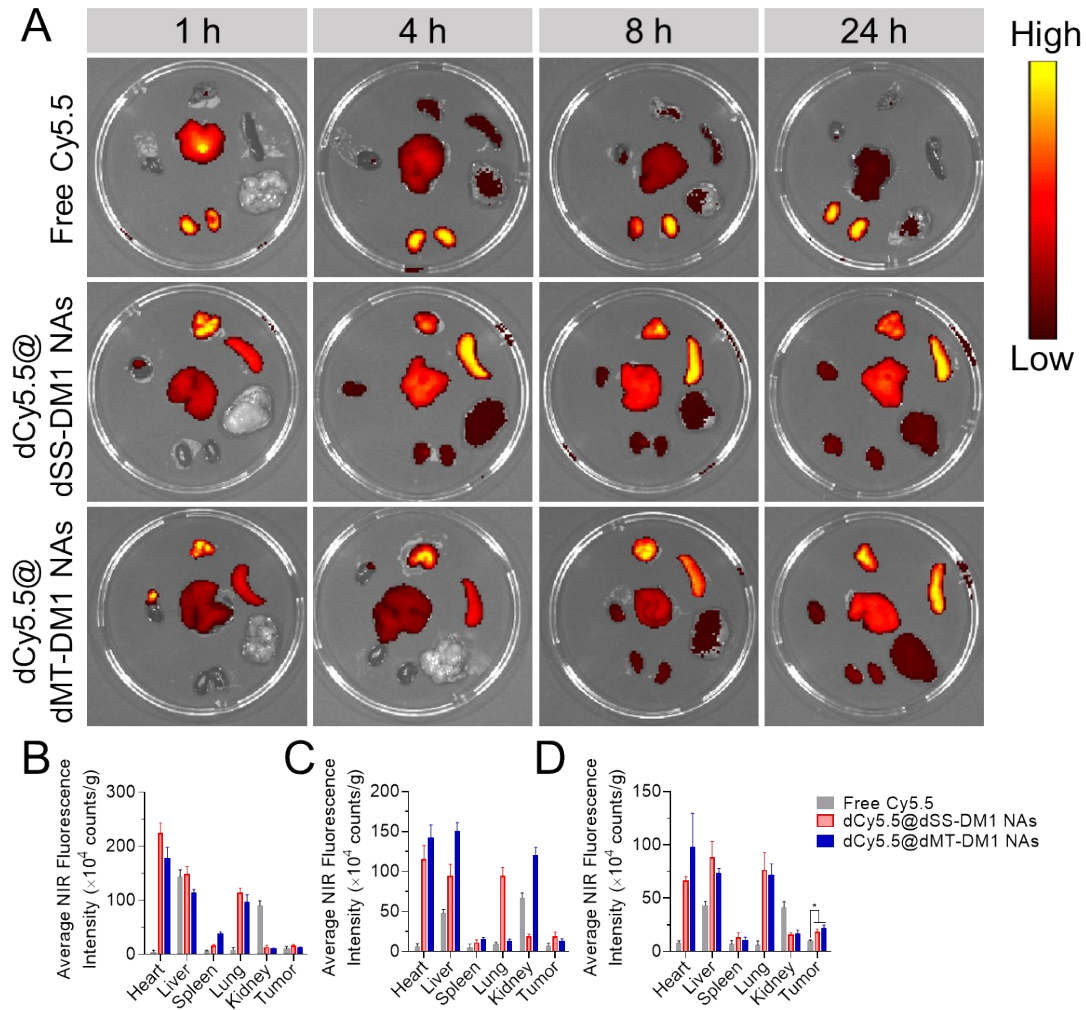 A
1 h
4 h
8 h
24 h
High
Low
Free Cy5.5
dCy5.5@
dSS-DM1 NAs
dCy5.5@
dMT-DM1 NAs
B
Average NIR Fluorescence
Intensity (×10⁴ counts/g)
300
200
100
0
Heart
Liver
Spleen
Lung
Kidney
Tumor
C
Average NIR Fluorescence
Intensity (×10⁴ counts/g)
200
150
100
50
0
Heart
Liver
Spleen
Lung
Kidney
Tumor
D
Average NIR Fluorescence
Intensity (×10⁴ counts/g)
150
100
50
0
*
Heart
Liver
Spleen
Lung
Kidney
Tumor
Free Cy5.5
dCy5.5@dSS-DM1 NAs
dCy5.5@dMT-DM1 NAs